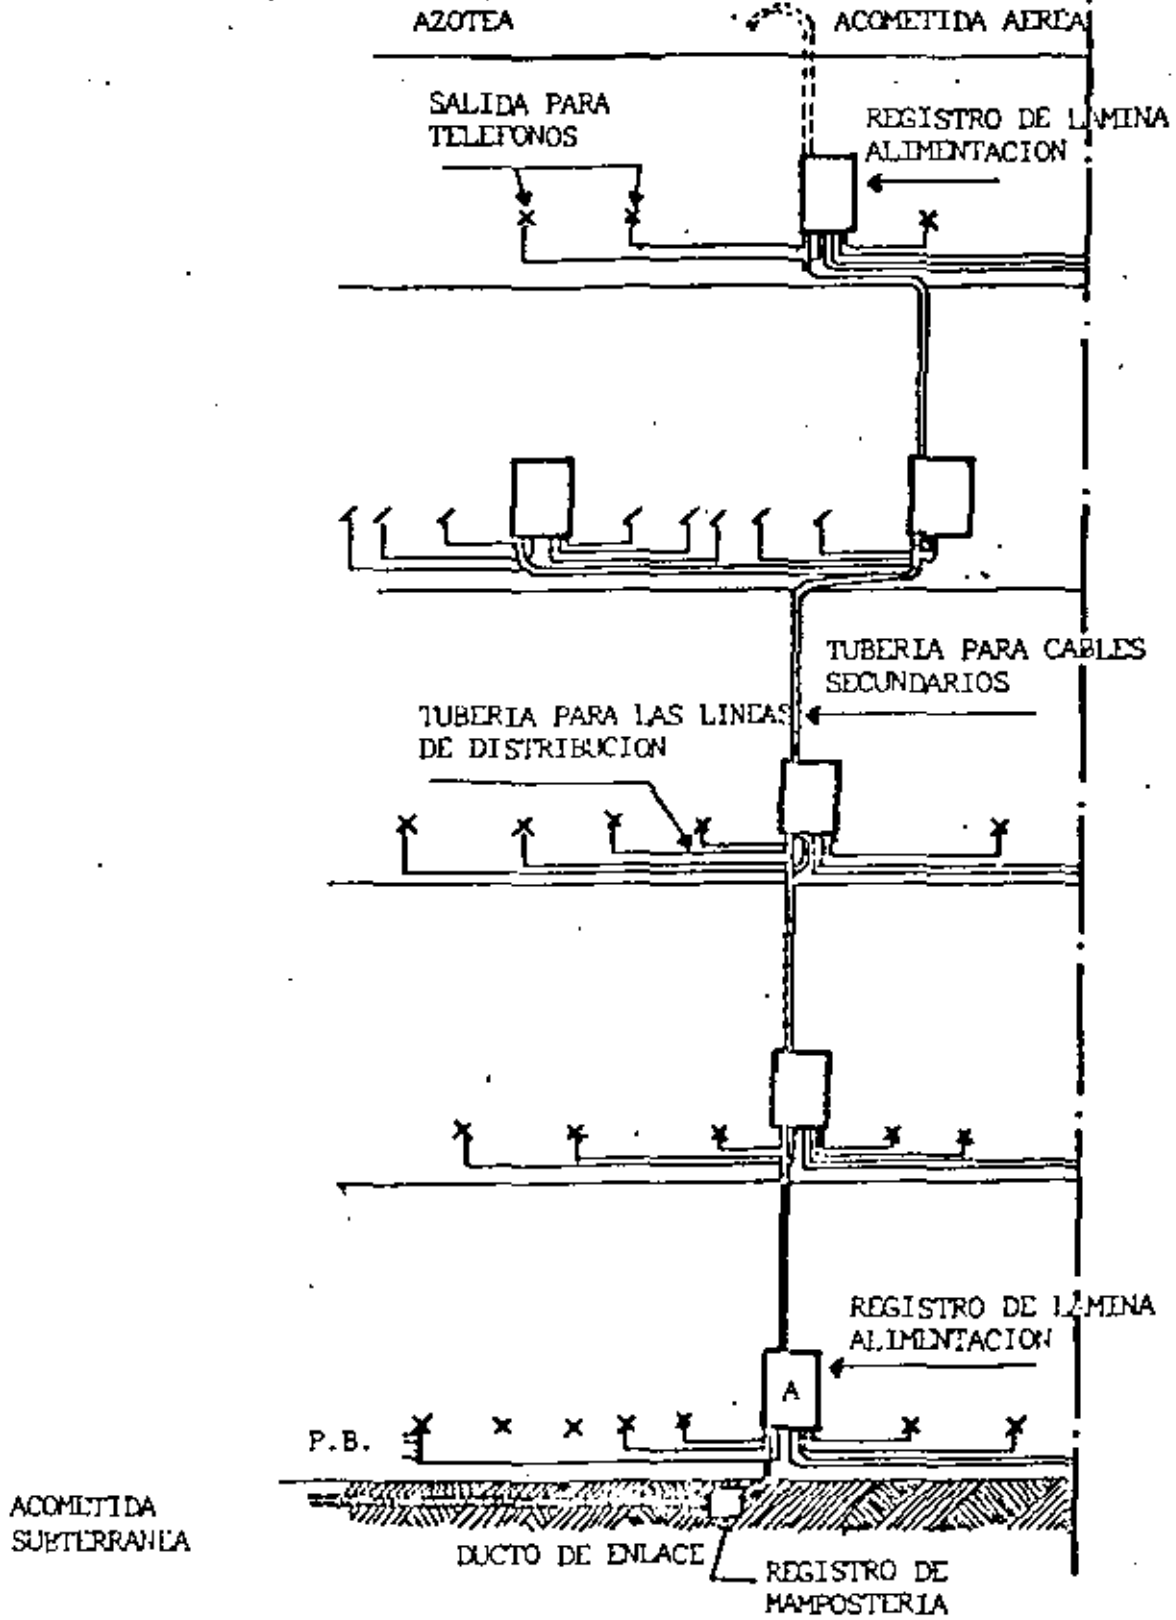 AZOTEA
ACOMETIDA AEREA
SALIDA PARA
TELEFONOS
REGISTRO DE LAMINA
ALIMENTACION
TUBERIA PARA CABLES
SECUNDARIOS
TUBERIA PARA LAS LINEAS
DE DISTRIBUCION
REGISTRO DE LAMINA
ALIMENTACION
A
P.B.
ACOMETIDA
SUBTERRANEA
DUCTO DE ENLACE
REGISTRO DE
MAMPOSTERIA